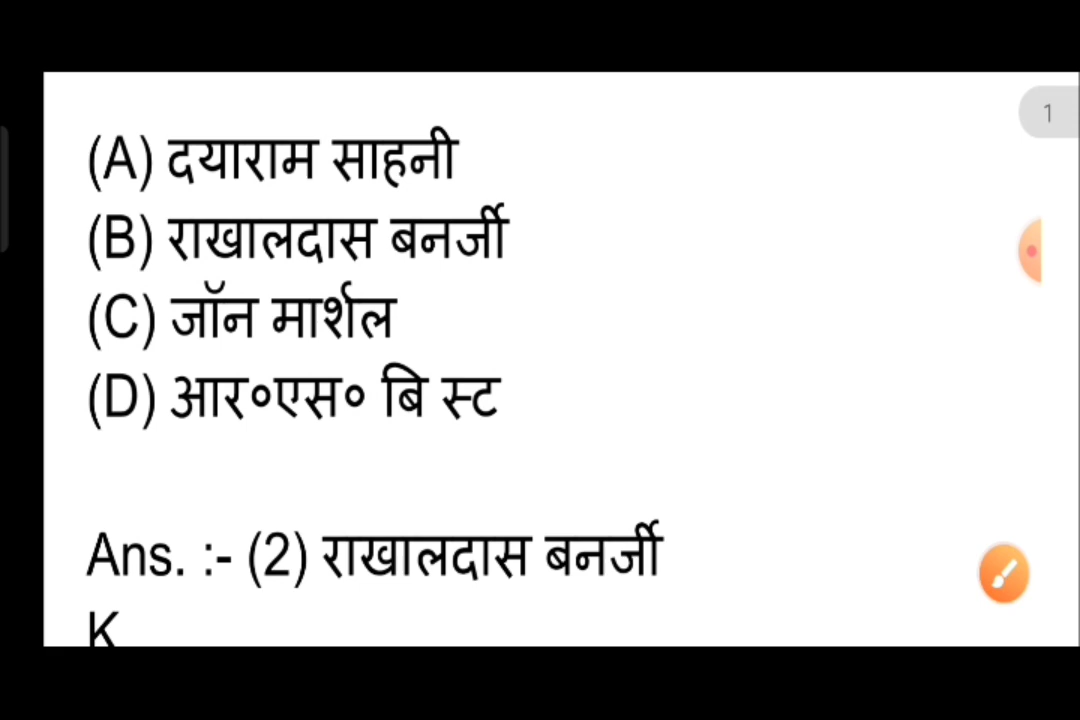 1
(A) दयाराम साहनी
(B) राखालदास बनर्जी
(C) जॉन मार्शल
(D) आर०एस० बि स्ट
Ans. :- (2) राखालदास बनर्जी
K